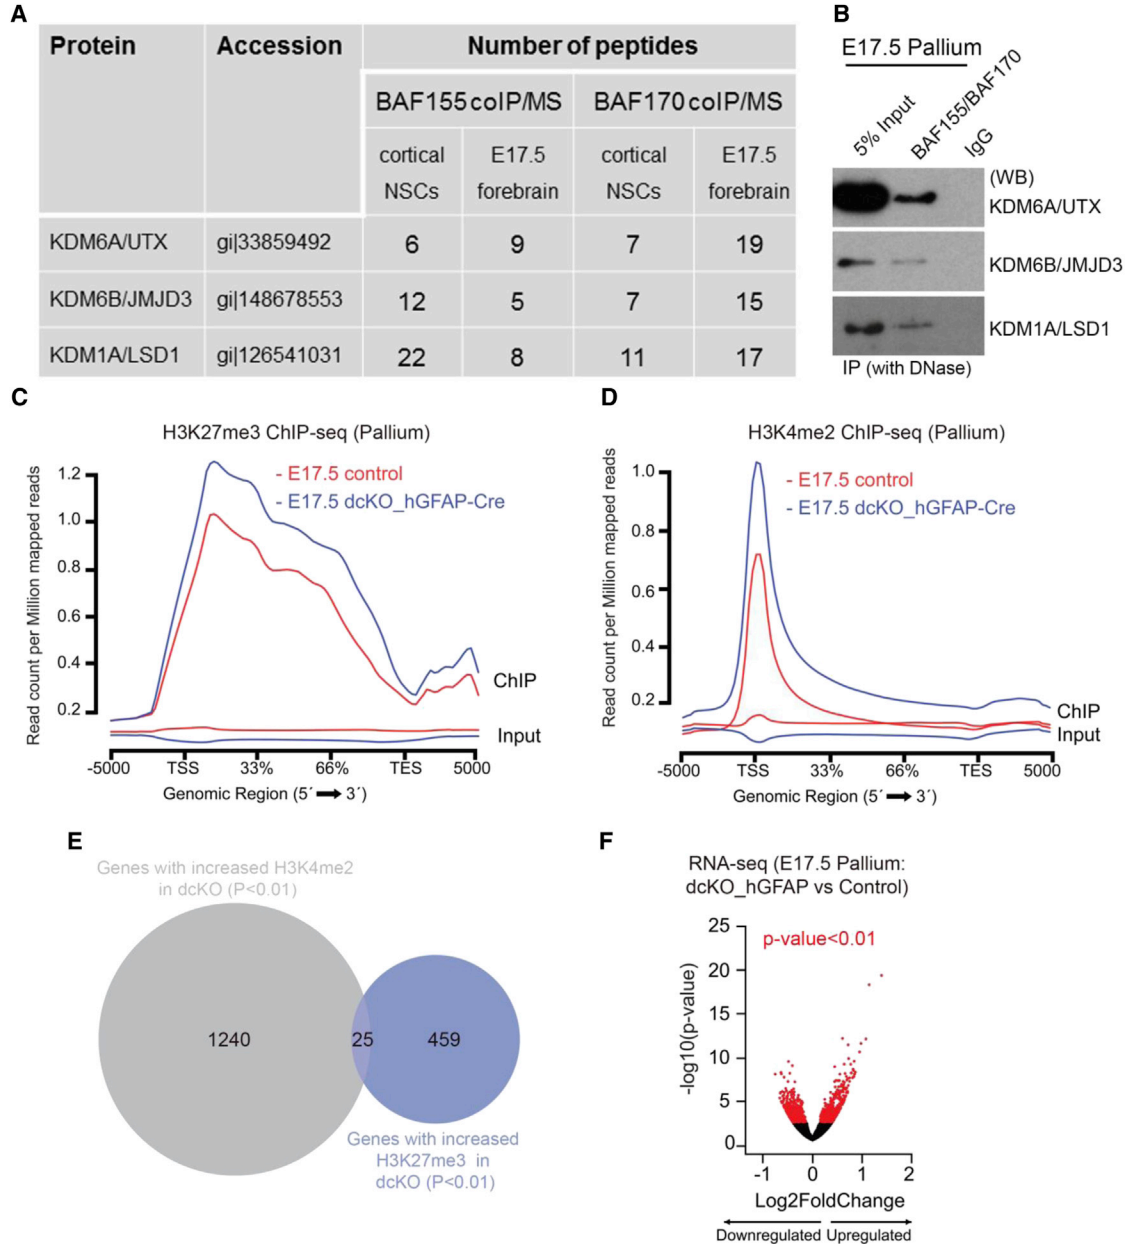 A
Protein Accession Number of peptides
BAF155 coIP/MS BAF170 coIP/MS
cortical E17.5 cortical E17.5
NSCs forebrain NSCs forebrain
KDM6A/UTX gi|33859492 6 9 7 19
KDM6B/JMJD3 gi|148678553 12 5 7 15
KDM1A/LSD1 gi|126541031 22 8 11 17
B
E17.5 Pallium
5% Input
BAF155/BAF170
IgG
(WB)
KDM6A/UTX
KDM6B/JMJD3
KDM1A/LSD1
IP (with DNase)
C
H3K27me3 ChIP-seq (Pallium)
- E17.5 control
- E17.5 dcKO_hGFAP-Cre
Read count per Million mapped reads
1.2
1.0
0.8
0.6
0.4
0.2
ChIP
Input
-5000 TSS 33% 66% TES 5000
Genomic Region (5´ 3´)
D
H3K4me2 ChIP-seq (Pallium)
- E17.5 control
- E17.5 dcKO_hGFAP-Cre
Read count per Million mapped reads
1.0
0.8
0.6
0.4
0.2
ChIP
Input
-5000 TSS 33% 66% TES 5000
Genomic Region (5´ 3´)
E
Genes with increased H3K4me2
in dcKO (P<0.01)
1240 25 459
Genes with increased
H3K27me3 in
dcKO (P<0.01)
F
RNA-seq (E17.5 Pallium:
dcKO_hGFAP vs Control)
p-value<0.01
-log10(p-value)
25
20
15
10
5
0
-1 0 1 2
Log2FoldChange
Downregulated Upregulated